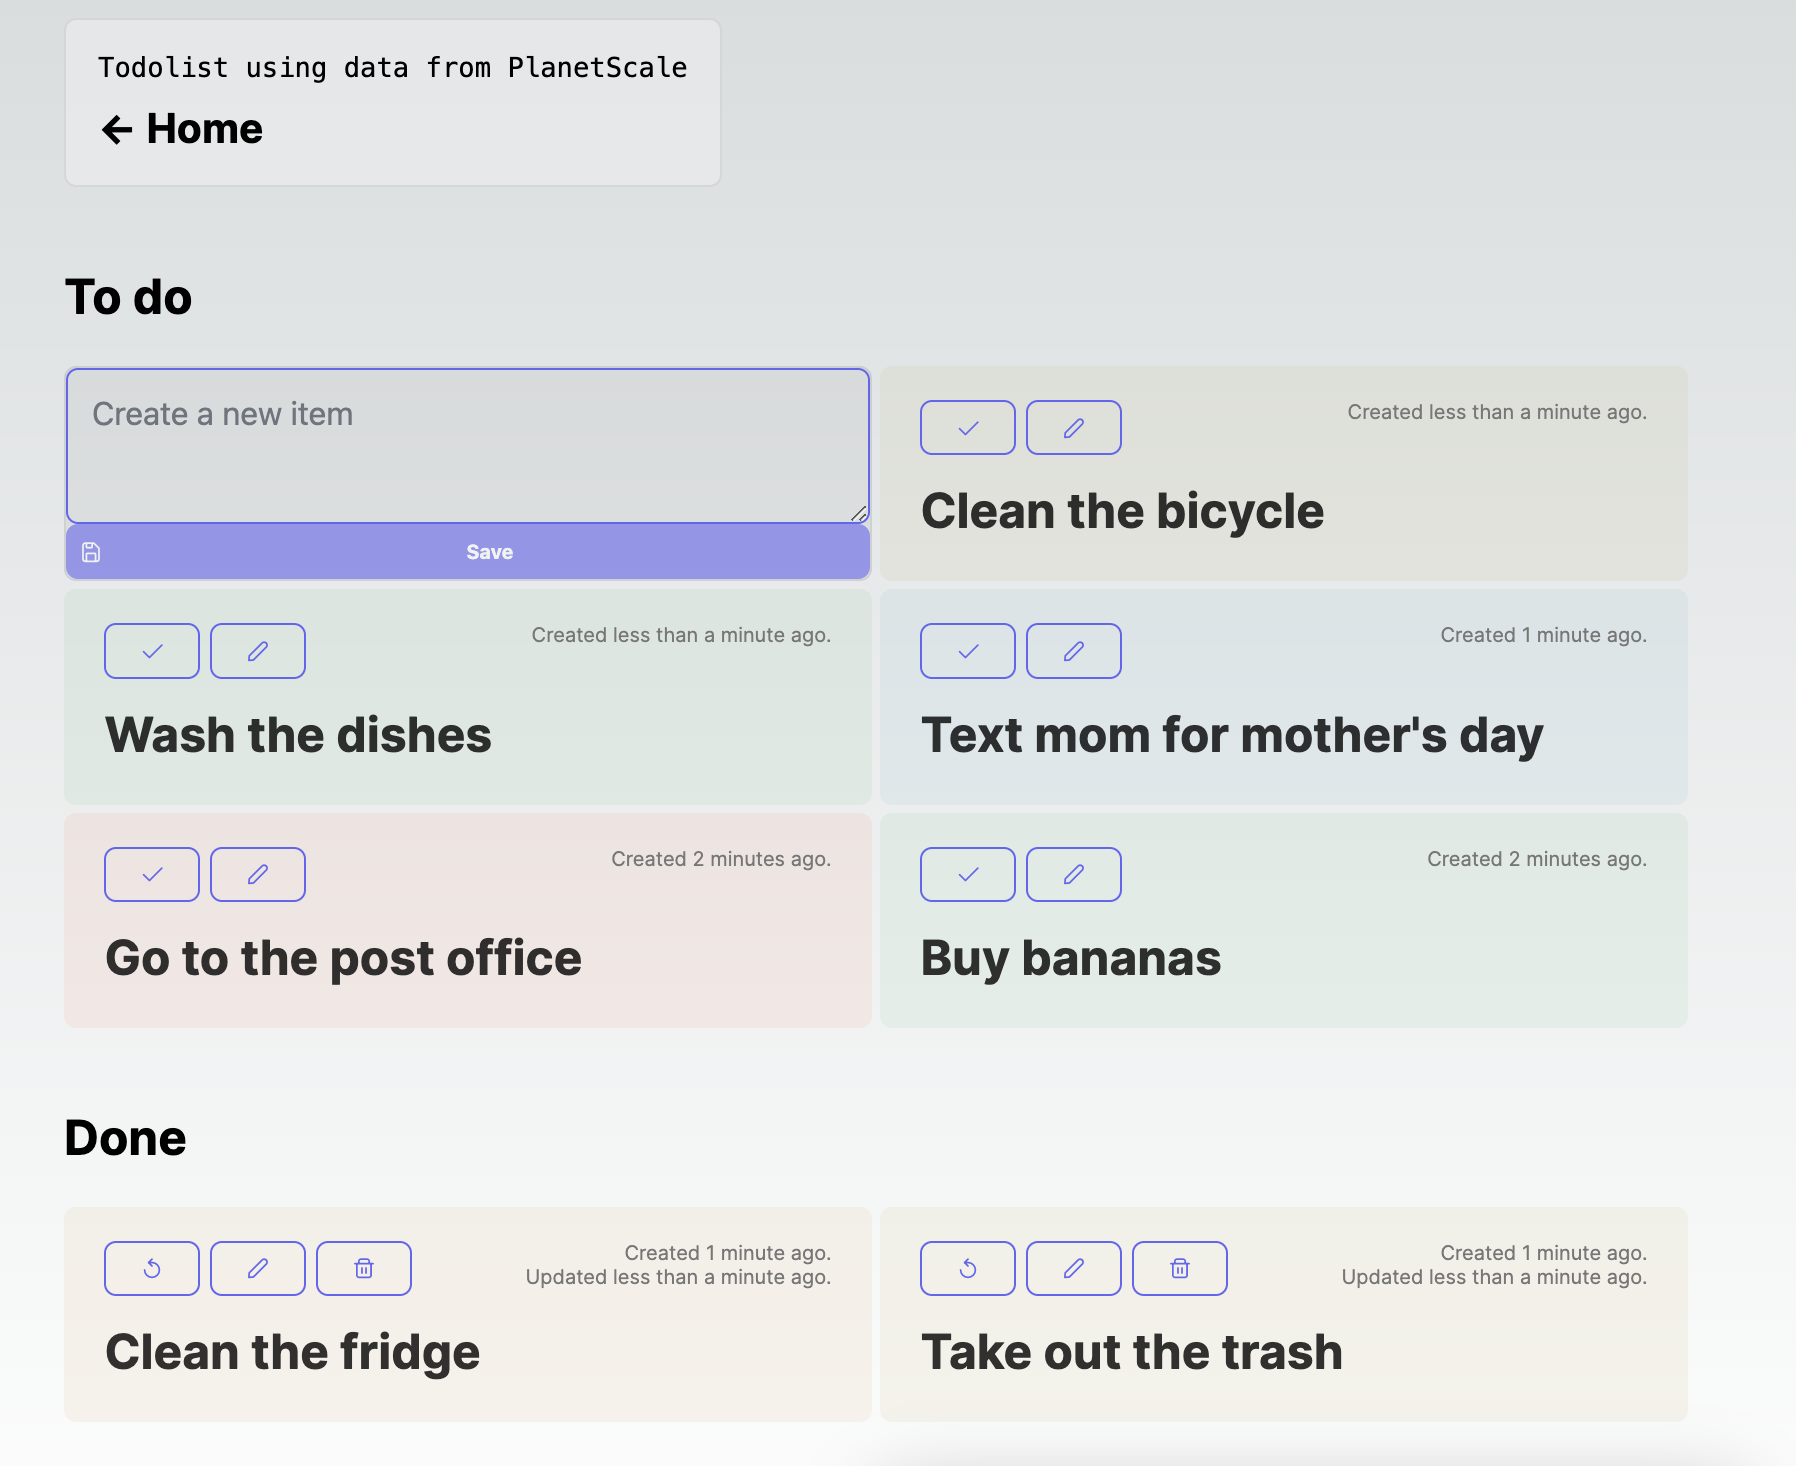 Todolist using data from PlanetScale
← Home
To do
Create a new item
Save
Created less than a minute ago.
Clean the bicycle
Created less than a minute ago.
Wash the dishes
Created 1 minute ago.
Text mom for mother's day
Created 2 minutes ago.
Go to the post office
Created 2 minutes ago.
Buy bananas
Done
Created 1 minute ago.
Updated less than a minute ago.
Clean the fridge
Created 1 minute ago.
Updated less than a minute ago.
Take out the trash